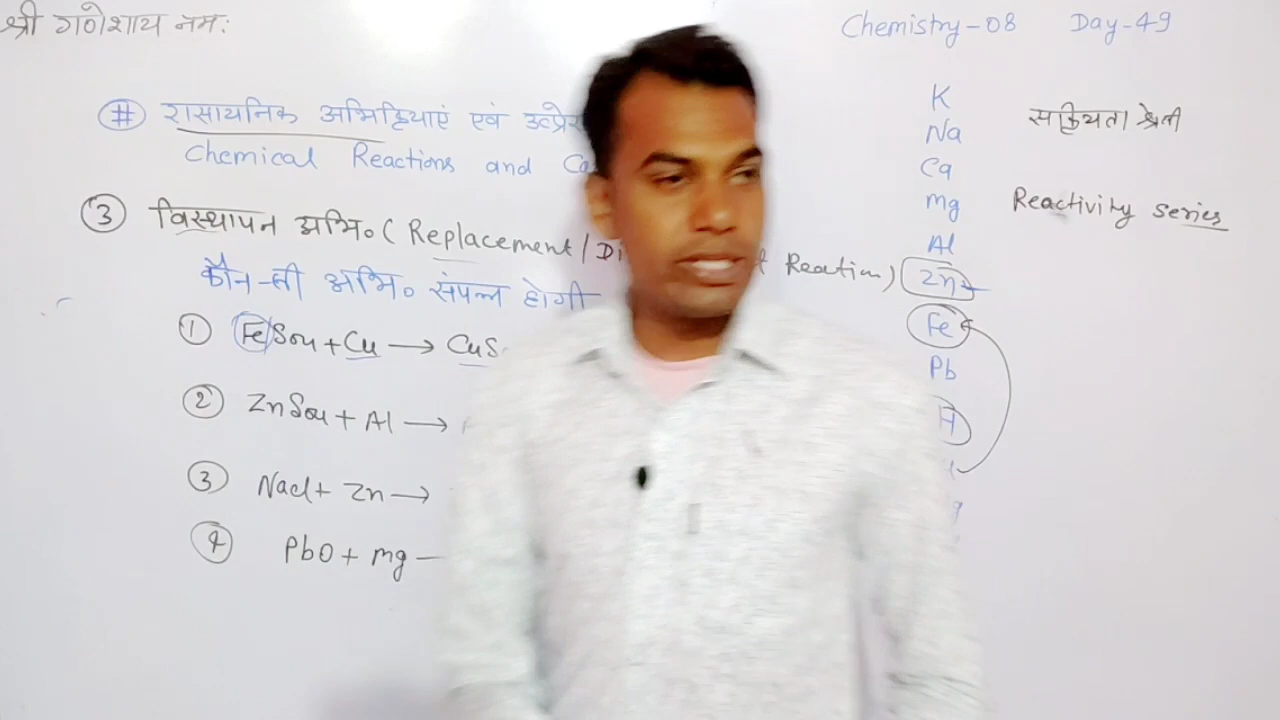 श्री गणेशाय नमः
Chemistry-08 Day-49
# रासायनिक अभिक्रियाएं एवं
Chemical Reactions and
③ विस्थापन अभि० ( Replacement / Reaction )
कौन-सी अभि० संपन्न होगी
① FeSou + Cu →
② ZnSou + Al →
③ Nacl + Zn →
④ PbO + mg —
K
Na
Ca
mg
Al
Zn
Fe
Pb
H
सक्रियता श्रेणी
Reactivity series